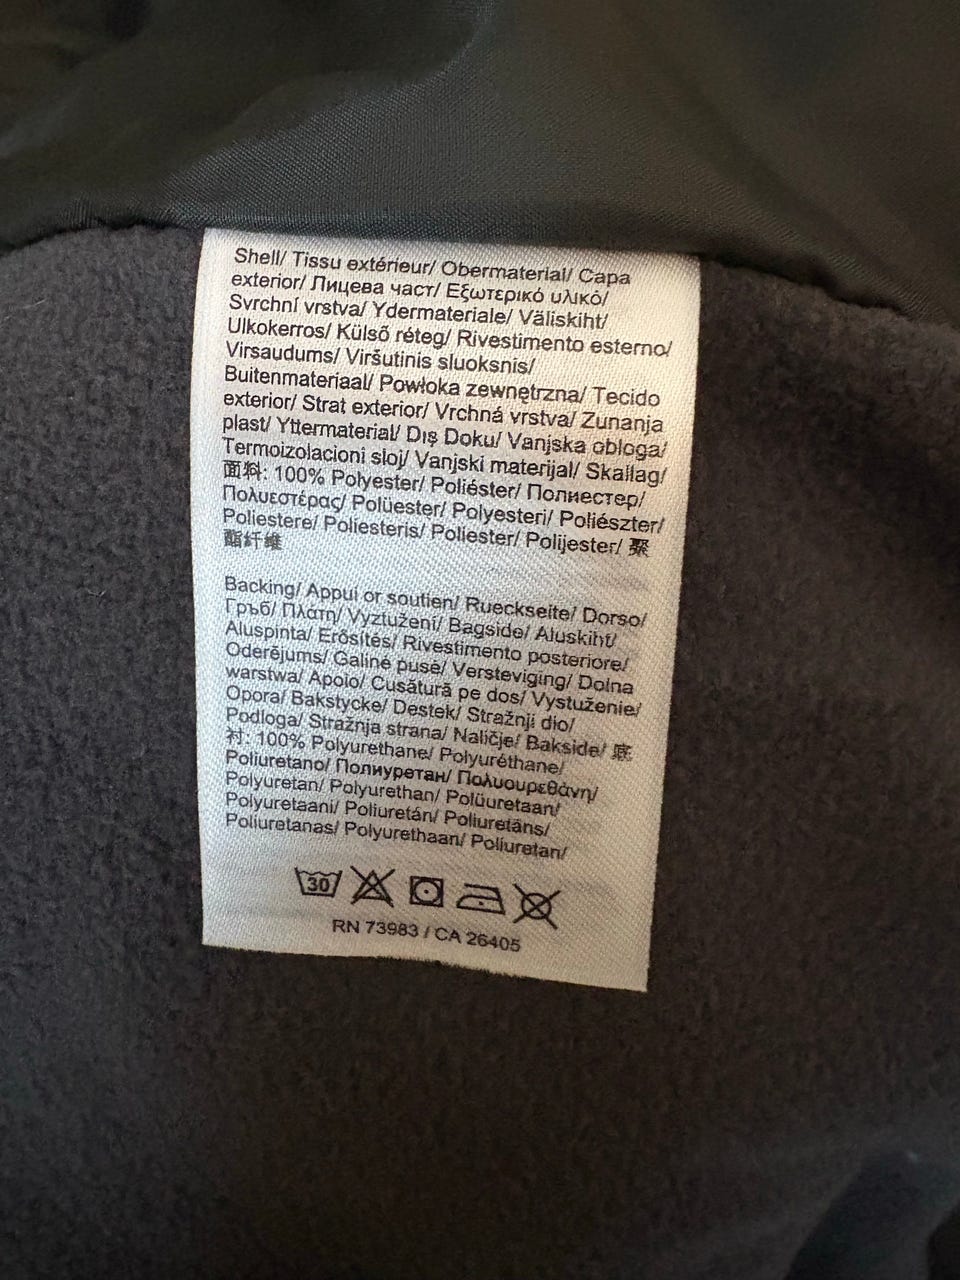 Shell/ Tissu extérieur/ Obermaterial/ Capa
exterior/ Лицева част/ Εξωτερικό υλικό/
Svrchní vrstva/ Ydermateriale/ Väliskiht/
Ulkokerros/ Külső réteg/ Rivestimento esterno/
Virsaudums/ Viršutinis sluoksnis/
Buitenmateriaal/ Powłoka zewnętrzna/ Tecido
exterior/ Strat exterior/ Vrchná vrstva/ Zunanja
plast/ Yttermaterial/ Dış Doku/ Vanjska obloga/
Termoizolacioni sloj/ Vanjski materijal/ Skallag/
面料: 100% Polyester/ Poliéster/ Полиестер/
Πολυεστέρας/ Polüester/ Polyesteri/ Poliészter/
Poliestere/ Poliesteris/ Poliester/ Polijester/ 聚
酯纤维
Backing/ Appui or soutien/ Rueckseite/ Dorso/
Гръб/ Πλάτη/ Vyztužení/ Bagside/ Aluskiht/
Aluspinta/ Erősítés/ Rivestimento posteriore/
Oderējums/ Galinė pusė/ Versteviging/ Dolna
warstwa/ Apoio/ Cusătură pe dos/ Vystuženie/
Opora/ Bakstycke/ Destek/ Stražnji dio/
Podloga/ Stražnja strana/ Naličje/ Bakside/ 底
衬: 100% Polyurethane/ Polyuréthane/
Poliuretano/ Полиуретан/ Πολυουρεθάνη/
Polyuretan/ Polyurethan/ Polüuretaan/
Polyuretaani/ Poliuretán/ Poliuretāns/
Poliuretanas/ Polyurethaan/ Poliuretan/
30
RN 73983 / CA 26405